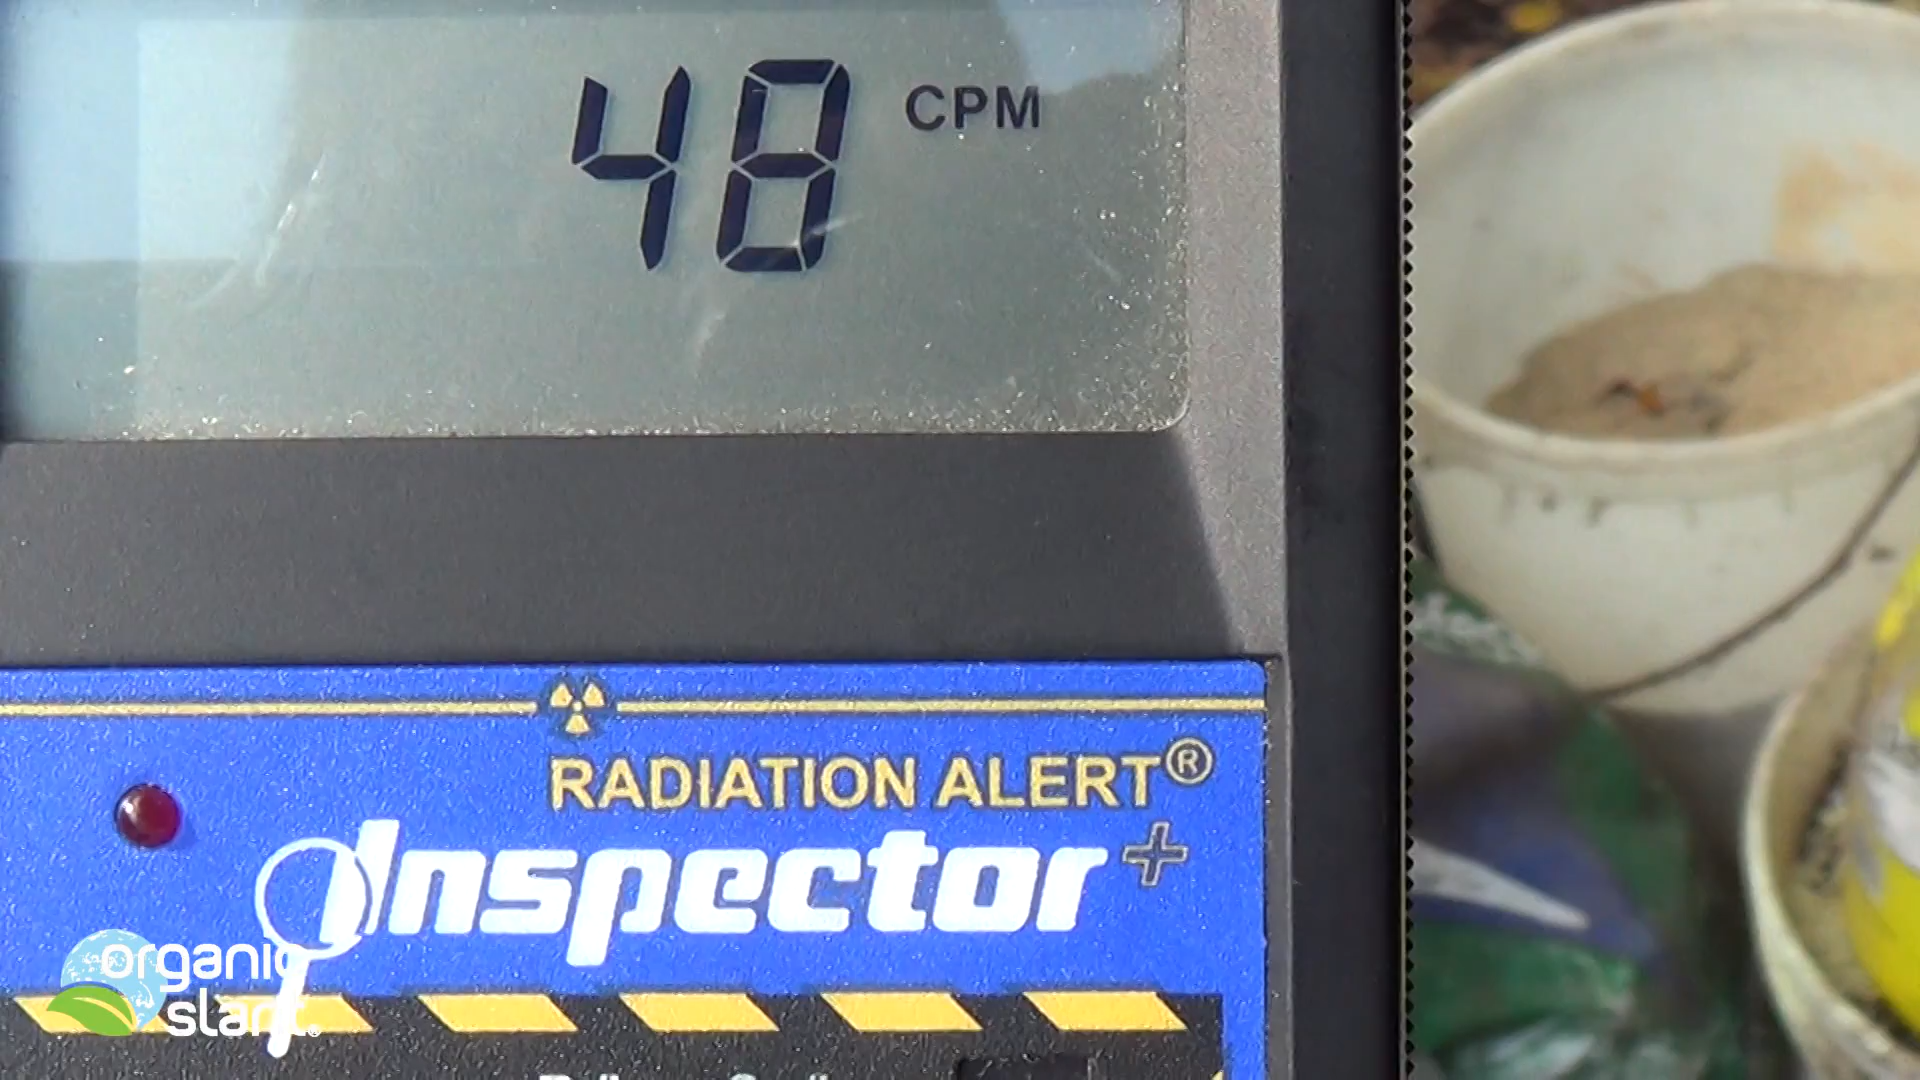 48 CPM
RADIATION ALERT®
Inspector+
organic
slant®